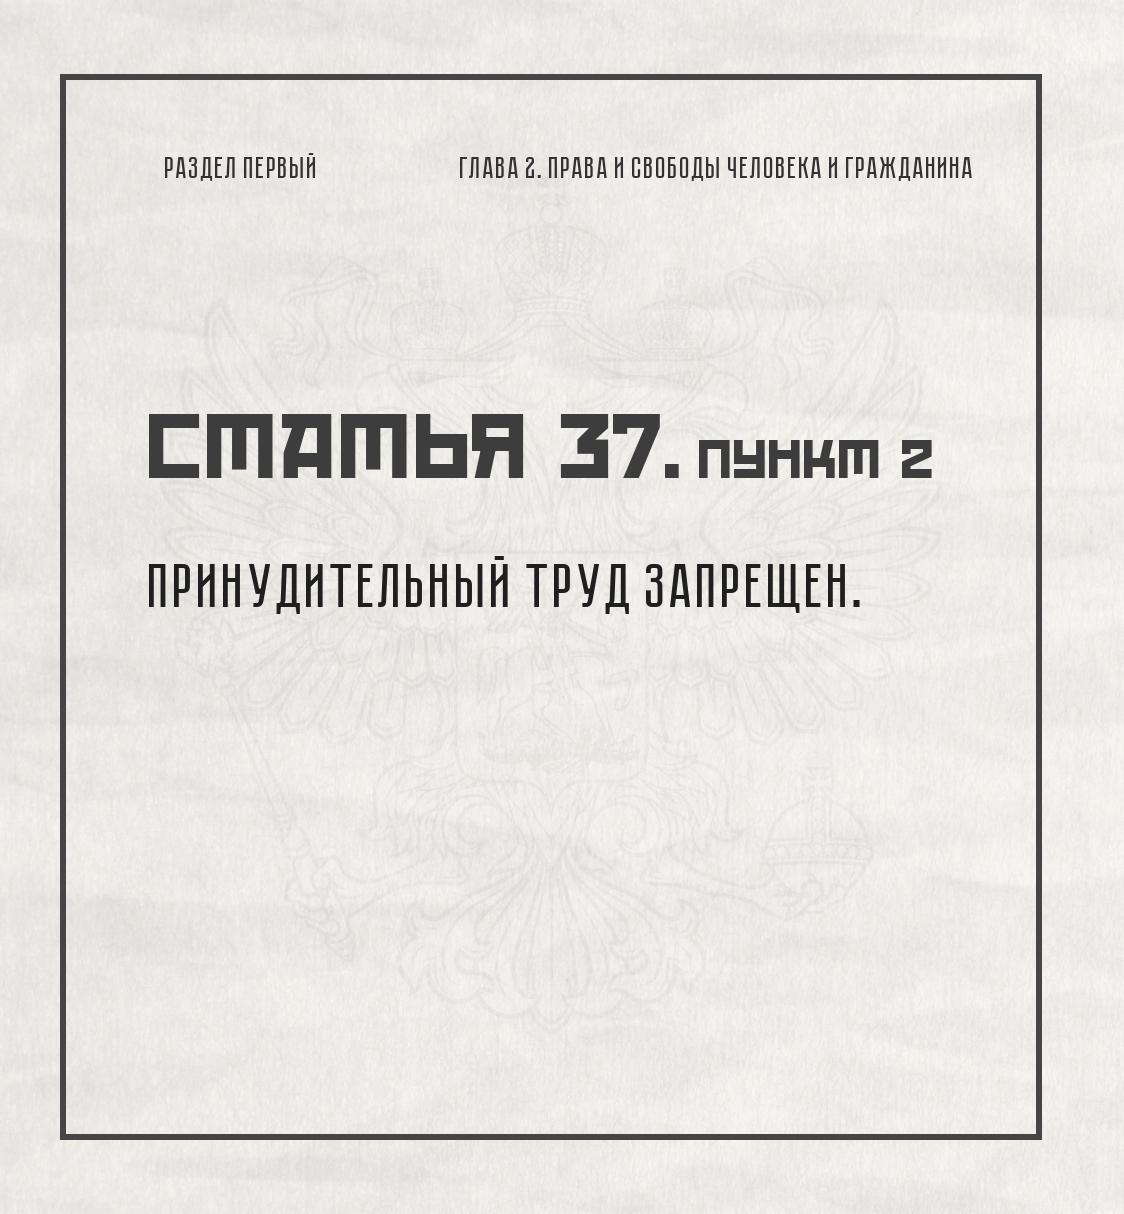 РАЗДЕЛ ПЕРВЫЙ ГЛАВА 2. ПРАВА И СВОБОДЫ ЧЕЛОВЕКА И ГРАЖДАНИНА
СТАТЬЯ 37. ПУНКТ 2
ПРИНУДИТЕЛЬНЫЙ ТРУД ЗАПРЕЩЕН.